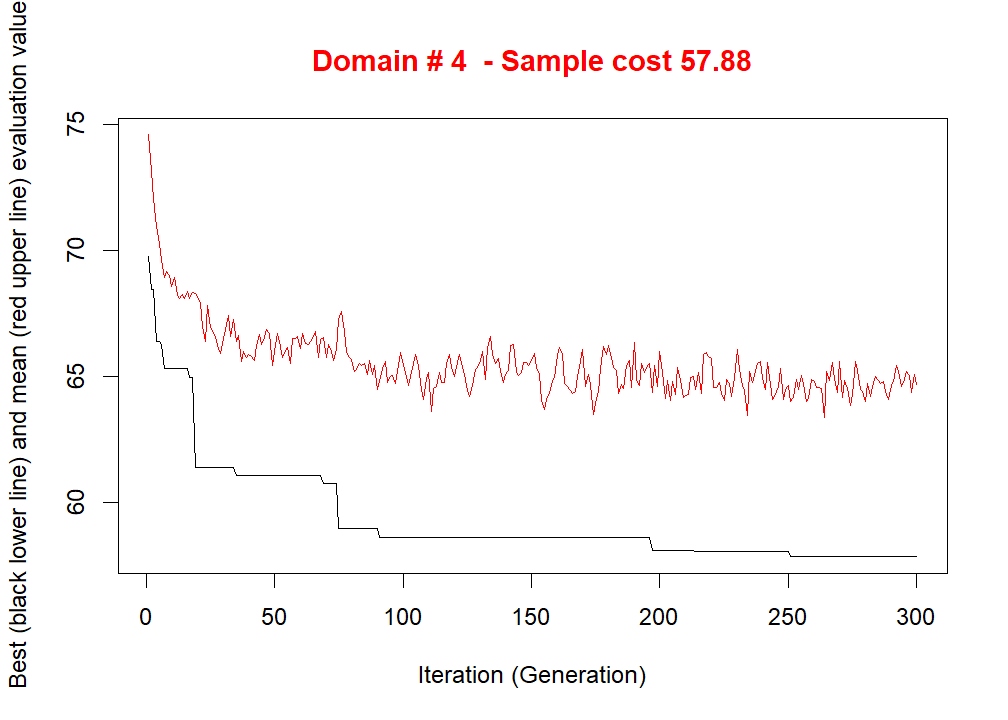 Domain # 4  - Sample cost 57.88
Best (black lower line) and mean (red upper line) evaluation value
75
70
65
60
0 50 100 150 200 250 300
Iteration (Generation)